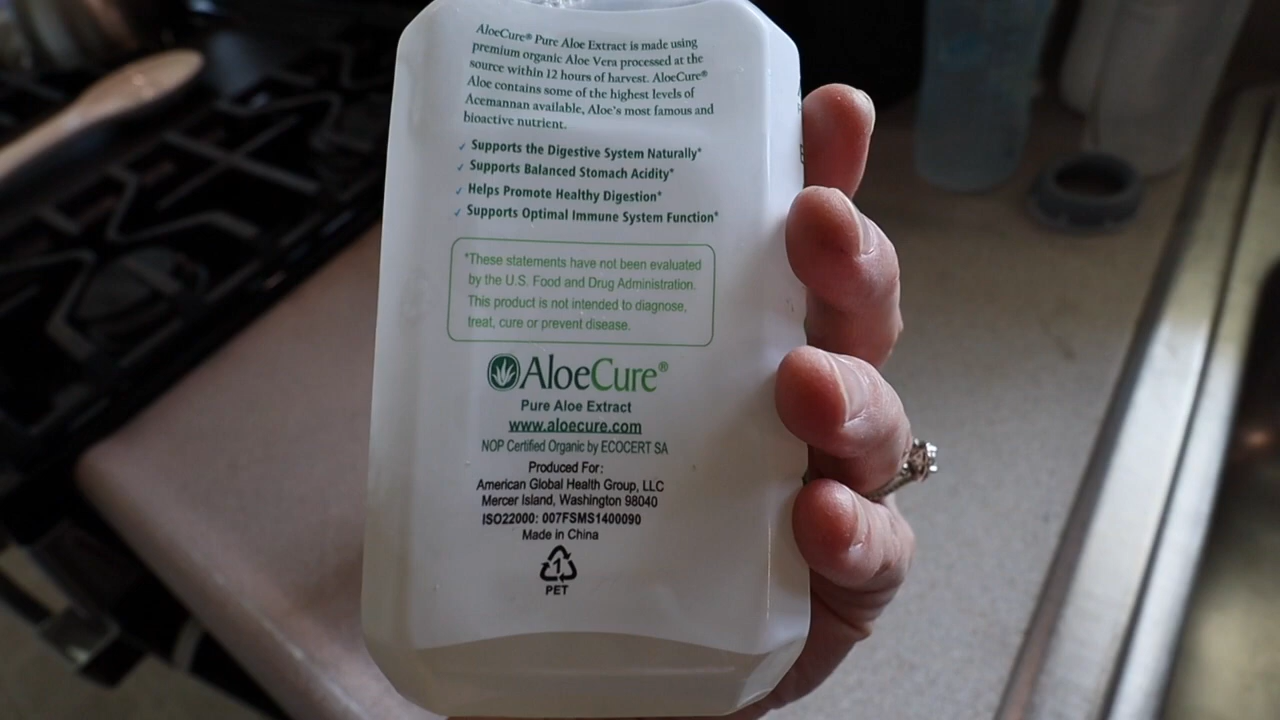 AloeCure® Pure Aloe Extract is made using
premium organic Aloe Vera processed at the
source within 12 hours of harvest. AloeCure®
Aloe contains some of the highest levels of
Acemannan available, Aloe's most famous and
bioactive nutrient.
✓ Supports the Digestive System Naturally*
✓ Supports Balanced Stomach Acidity*
✓ Helps Promote Healthy Digestion*
✓ Supports Optimal Immune System Function*
*These statements have not been evaluated
by the U.S. Food and Drug Administration.
This product is not intended to diagnose,
treat, cure or prevent disease.
AloeCure®
Pure Aloe Extract
www.aloecure.com
NOP Certified Organic by ECOCERT SA
Produced For:
American Global Health Group, LLC
Mercer Island, Washington 98040
ISO22000: 007FSMS1400090
Made in China
1
PET